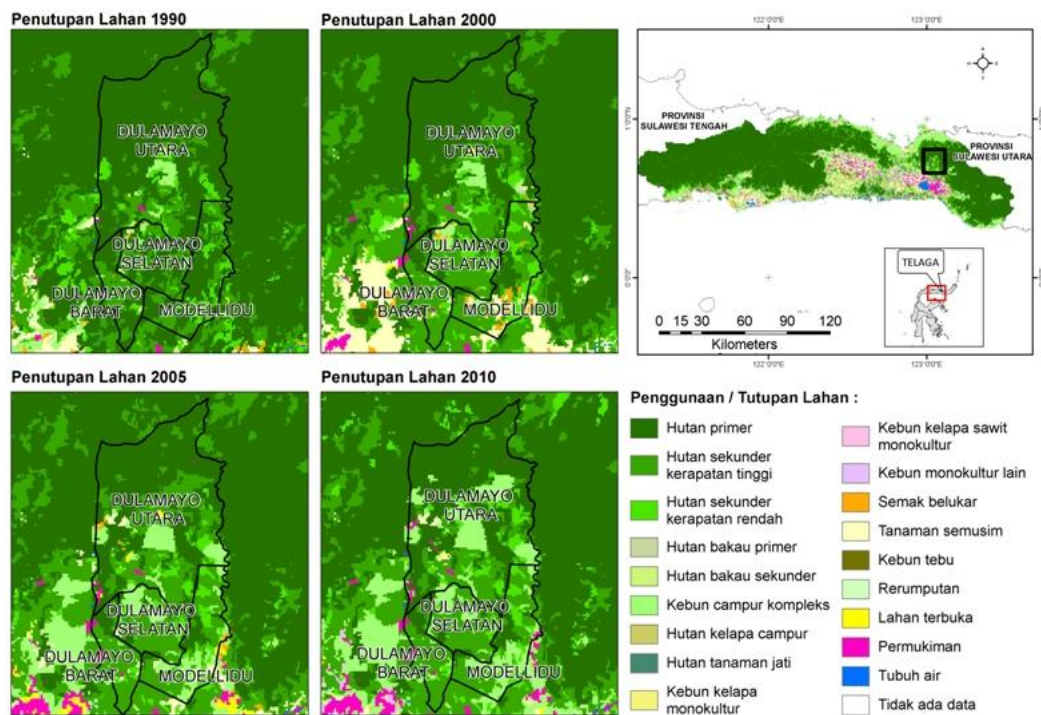 Penutupan Lahan 1990
DULAMAYO
UTARA
DULAMAYO
SELATAN
DULAMAYO
BARAT
MODELLIDU
Penutupan Lahan 2000
DULAMAYO
UTARA
DULAMAYO
SELATAN
DULAMAYO
BARAT
MODELLIDU
122°0'0"E
123°0'0"E
1°0'0"N
0°0'0"
PROVINSI
SULAWESI TENGAH
PROVINSI
SULAWESI UTARA
TELAGA
0 15 30 60 90 120
Kilometers
122°0'0"E
123°0'0"E
Penutupan Lahan 2005
DULAMAYO
UTARA
DULAMAYO
SELATAN
DULAMAYO
BARAT
MODELLIDU
Penutupan Lahan 2010
DULAMAYO
UTARA
DULAMAYO
SELATAN
DULAMAYO
BARAT
MODELLIDU
Penggunaan / Tutupan Lahan :
Hutan primer
Hutan sekunder
kerapatan tinggi
Hutan sekunder
kerapatan rendah
Hutan bakau primer
Hutan bakau sekunder
Kebun campur kompleks
Hutan kelapa campur
Hutan tanaman jati
Kebun kelapa
monokultur
Kebun kelapa sawit
monokultur
Kebun monokultur lain
Semak belukar
Tanaman semusim
Kebun tebu
Rerumputan
Lahan terbuka
Permukiman
Tubuh air
Tidak ada data